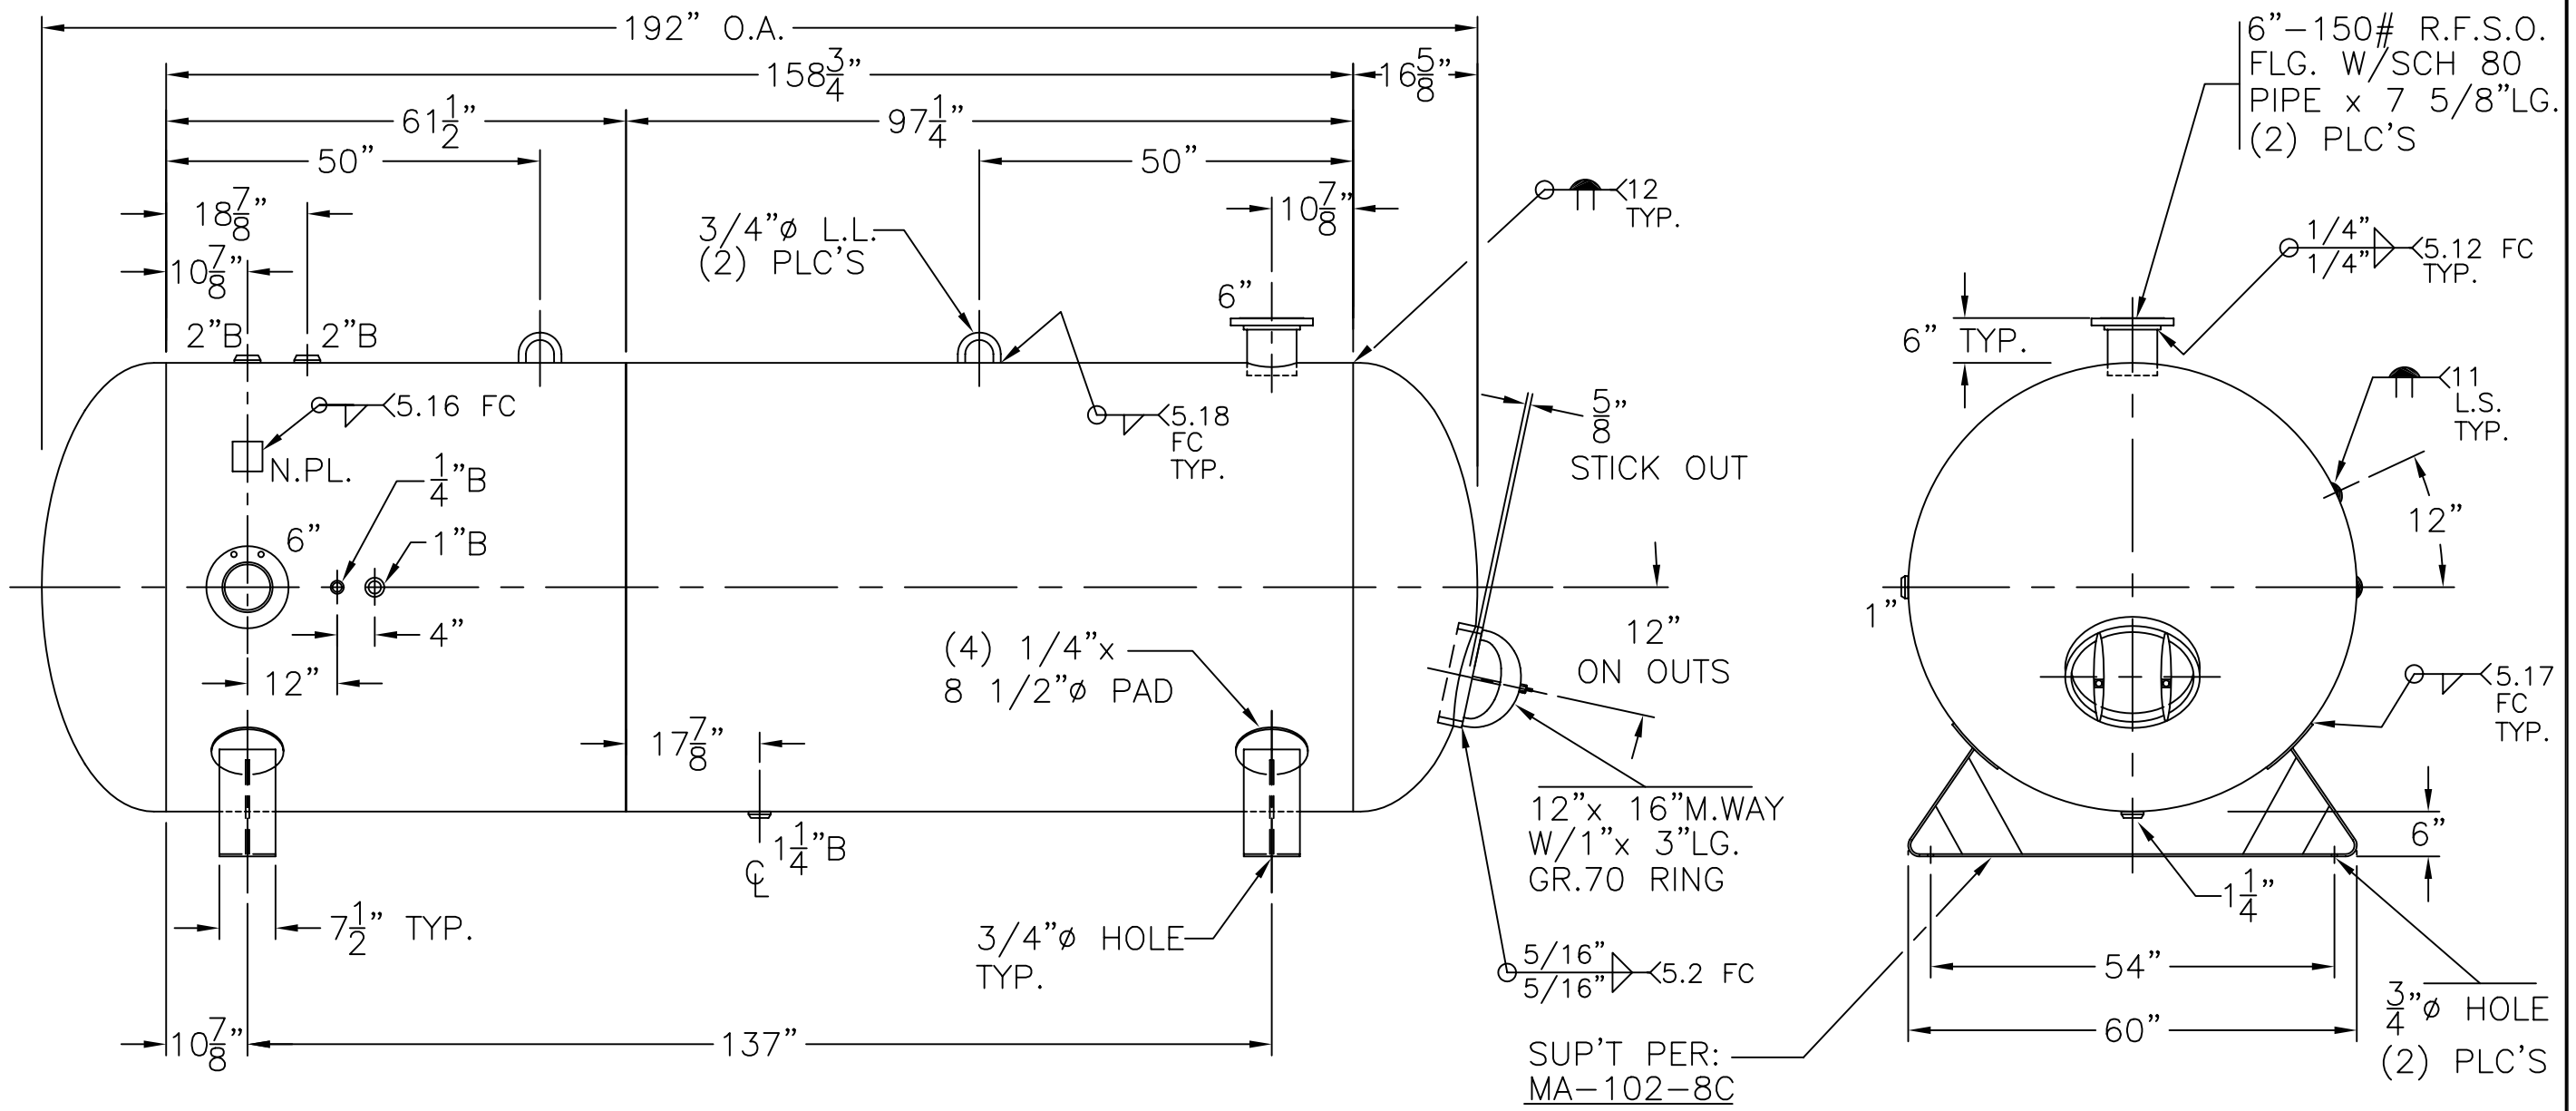 192" O.A.
158 3/4"
16 5/8"
61 1/2"
97 1/4"
50"
50"
18 7/8"
10 7/8"
10 7/8"
2"B
2"B
3/4"ø L.L.
(2) PLC'S
6"
12
TYP.
5.16 FC
N.PL.
5.18
FC
TYP.
1/4"B
1"B
6"
4"
12"
5/8"
STICK OUT
12"
ON OUTS
(4) 1/4"x
8 1/2"ø PAD
17 7/8"
1 1/4"B
℄
7 1/2" TYP.
3/4"ø HOLE
TYP.
10 7/8"
137"
12"x 16"M.WAY
W/1"x 3"LG.
GR.70 RING
5/16"
5/16"
5.2 FC
SUP'T PER:
MA-102-8C
6"-150# R.F.S.O.
FLG. W/SCH 80
PIPE x 7 5/8"LG.
(2) PLC'S
1/4"
1/4"
5.12 FC
TYP.
6" TYP.
11
L.S.
TYP.
12"
1"
5.17
FC
TYP.
6"
1 1/4"
54"
60"
3/4"ø HOLE
(2) PLC'S